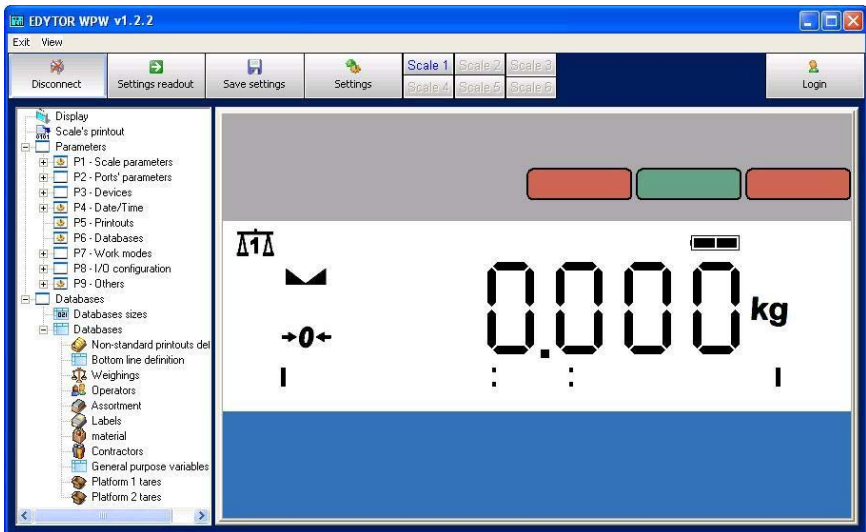 EDYTOR WPW v1.2.2
Exit View
Disconnect Settings readout Save settings Settings Scale 1 Scale 2 Scale 3 Login
Scale 4 Scale 5 Scale 6
Display
Scale's printout
Parameters
P1 - Scale parameters
P2 - Ports' parameters
P3 - Devices
P4 - Date/Time
P5 - Printouts
P6 - Databases
P7 - Work modes
P8 - I/O configuration
P9 - Others
Databases
Databases sizes
Databases
Non-standard printouts def
Bottom line definition
Weighings
Operators
Assortment
Labels
material
Contractors
General purpose variables
Platform 1 tares
Platform 2 tares
1
0.000 kg
→0←